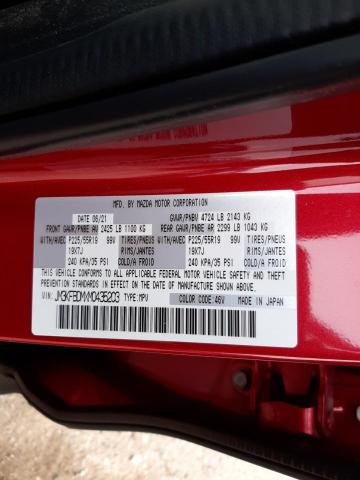 MFD. BY MAZDA MOTOR CORPORATION
DATE 06/21 GVWR/PNBV 4724 LB 2143 KG
FRONT GAWR/PNBE AV 2425 LB 1100 KG REAR GAWR/PNBE AR 2299 LB 1043 KG
WITH/AVEC P225/55R19 99V TIRES/PNEUS WITH/AVEC P225/55R19 99V TIRES/PNEUS
19X7J RIMS/JANTES 19X7J RIMS/JANTES
240 KPA/35 PSI COLD/A FROID 240 KPA/35 PSI COLD/A FROID
THIS VEHICLE CONFORMS TO ALL APPLICABLE FEDERAL MOTOR VEHICLE
SAFETY, BUMPER, AND THEFT PREVENTION STANDARDS IN EFFECT ON THE
DATE OF MANUFACTURE SHOWN ABOVE.
VIN: JM3KFBDMXM0435203 TYPE:MPV COLOR CODE:46V MADE IN JAPAN